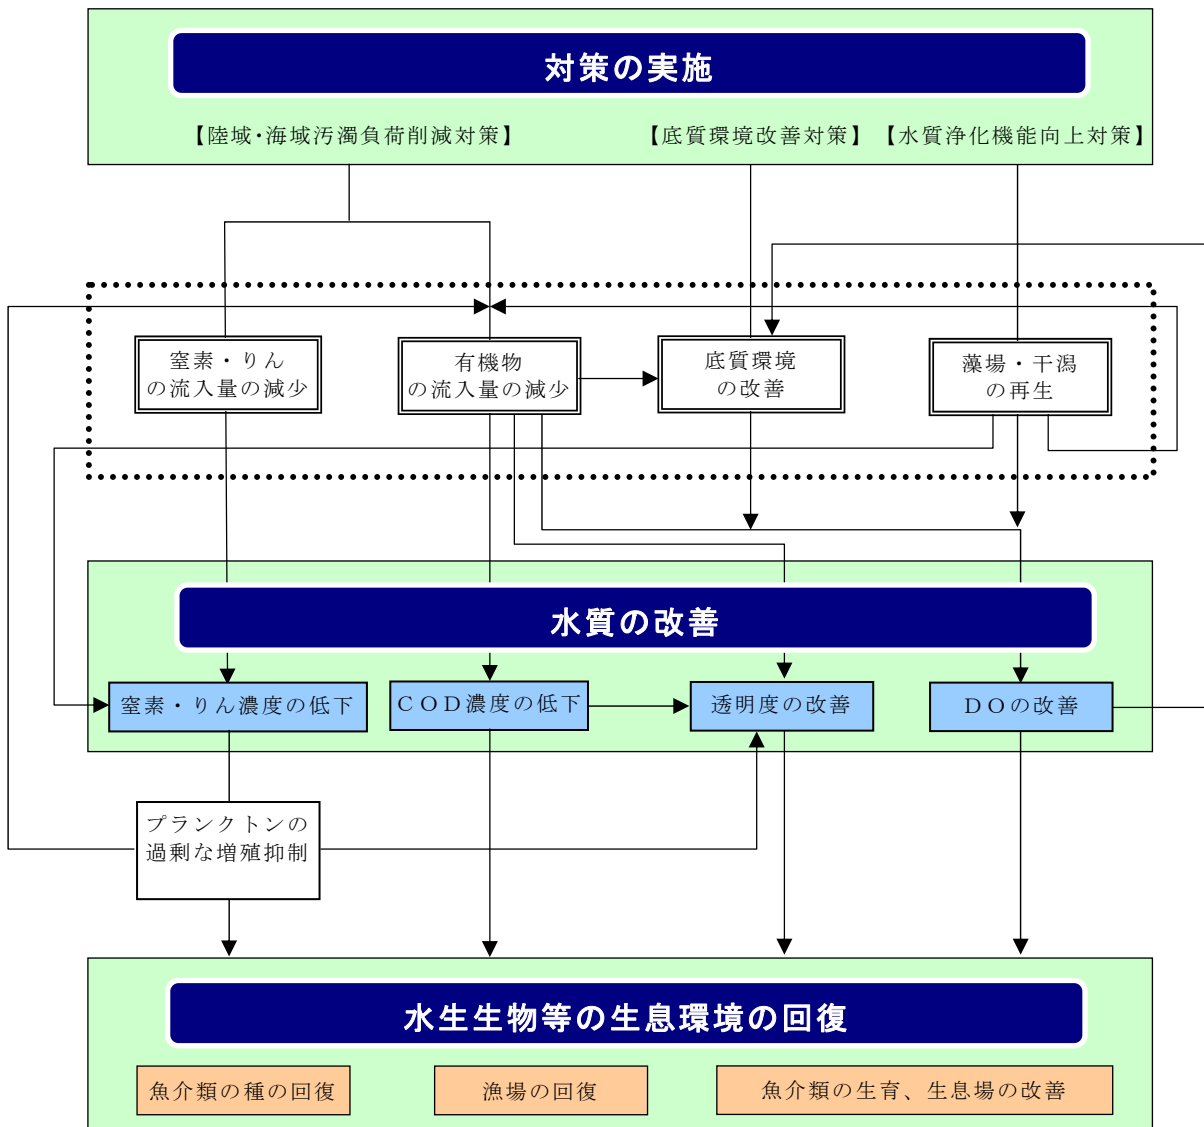 対策の実施
【陸域･海域汚濁負荷削減対策】
【底質環境改善対策】
【水質浄化機能向上対策】
窒素・りん
の流入量の減少
有機物
の流入量の減少
底質環境
の改善
藻場・干潟
の再生
水質の改善
窒素・りん濃度の低下
ＣＯＤ濃度の低下
透明度の改善
ＤＯの改善
プランクトンの
過剰な増殖抑制
水生生物等の生息環境の回復
魚介類の種の回復
漁場の回復
魚介類の生育、生息場の改善